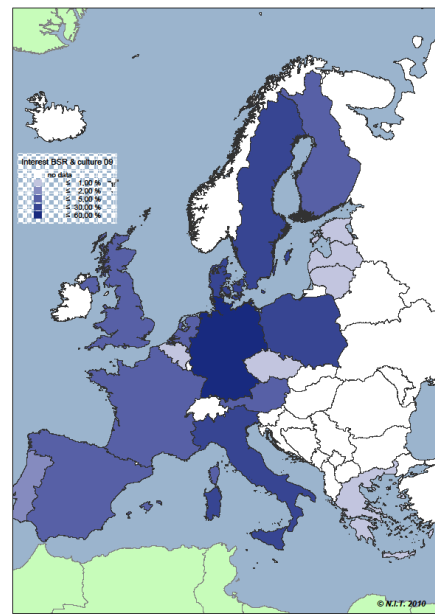 Interest BSR & culture 09
no data
≤ 1,00 %
≤ 2,00 %
≤ 5,00 %
≤ 30,00 %
≤ 60,00 %
© N.I.T. 2010